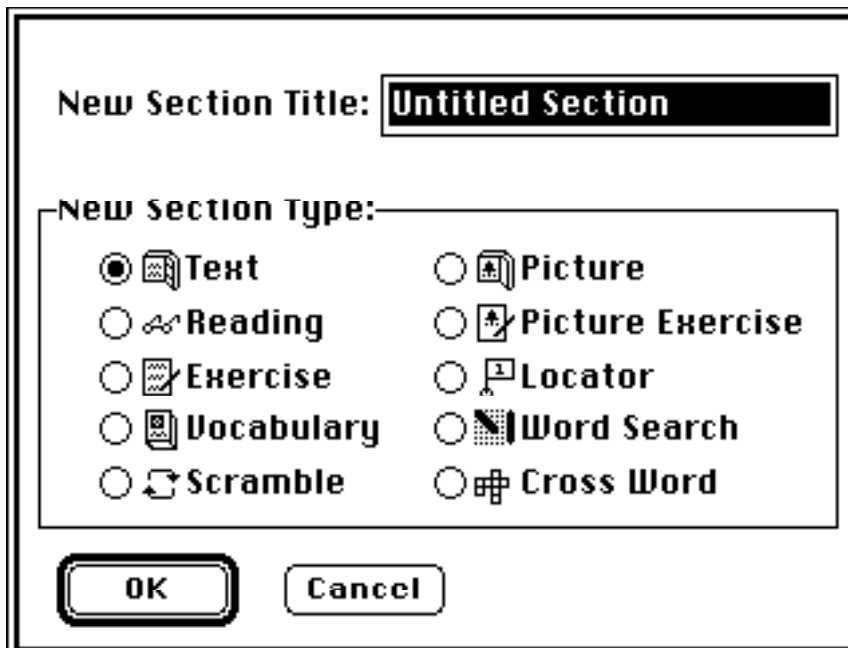 New Section Title: Untitled Section
New Section Type:
Text Picture
Reading Picture Exercise
Exercise Locator
Vocabulary Word Search
Scramble Cross Word
OK Cancel